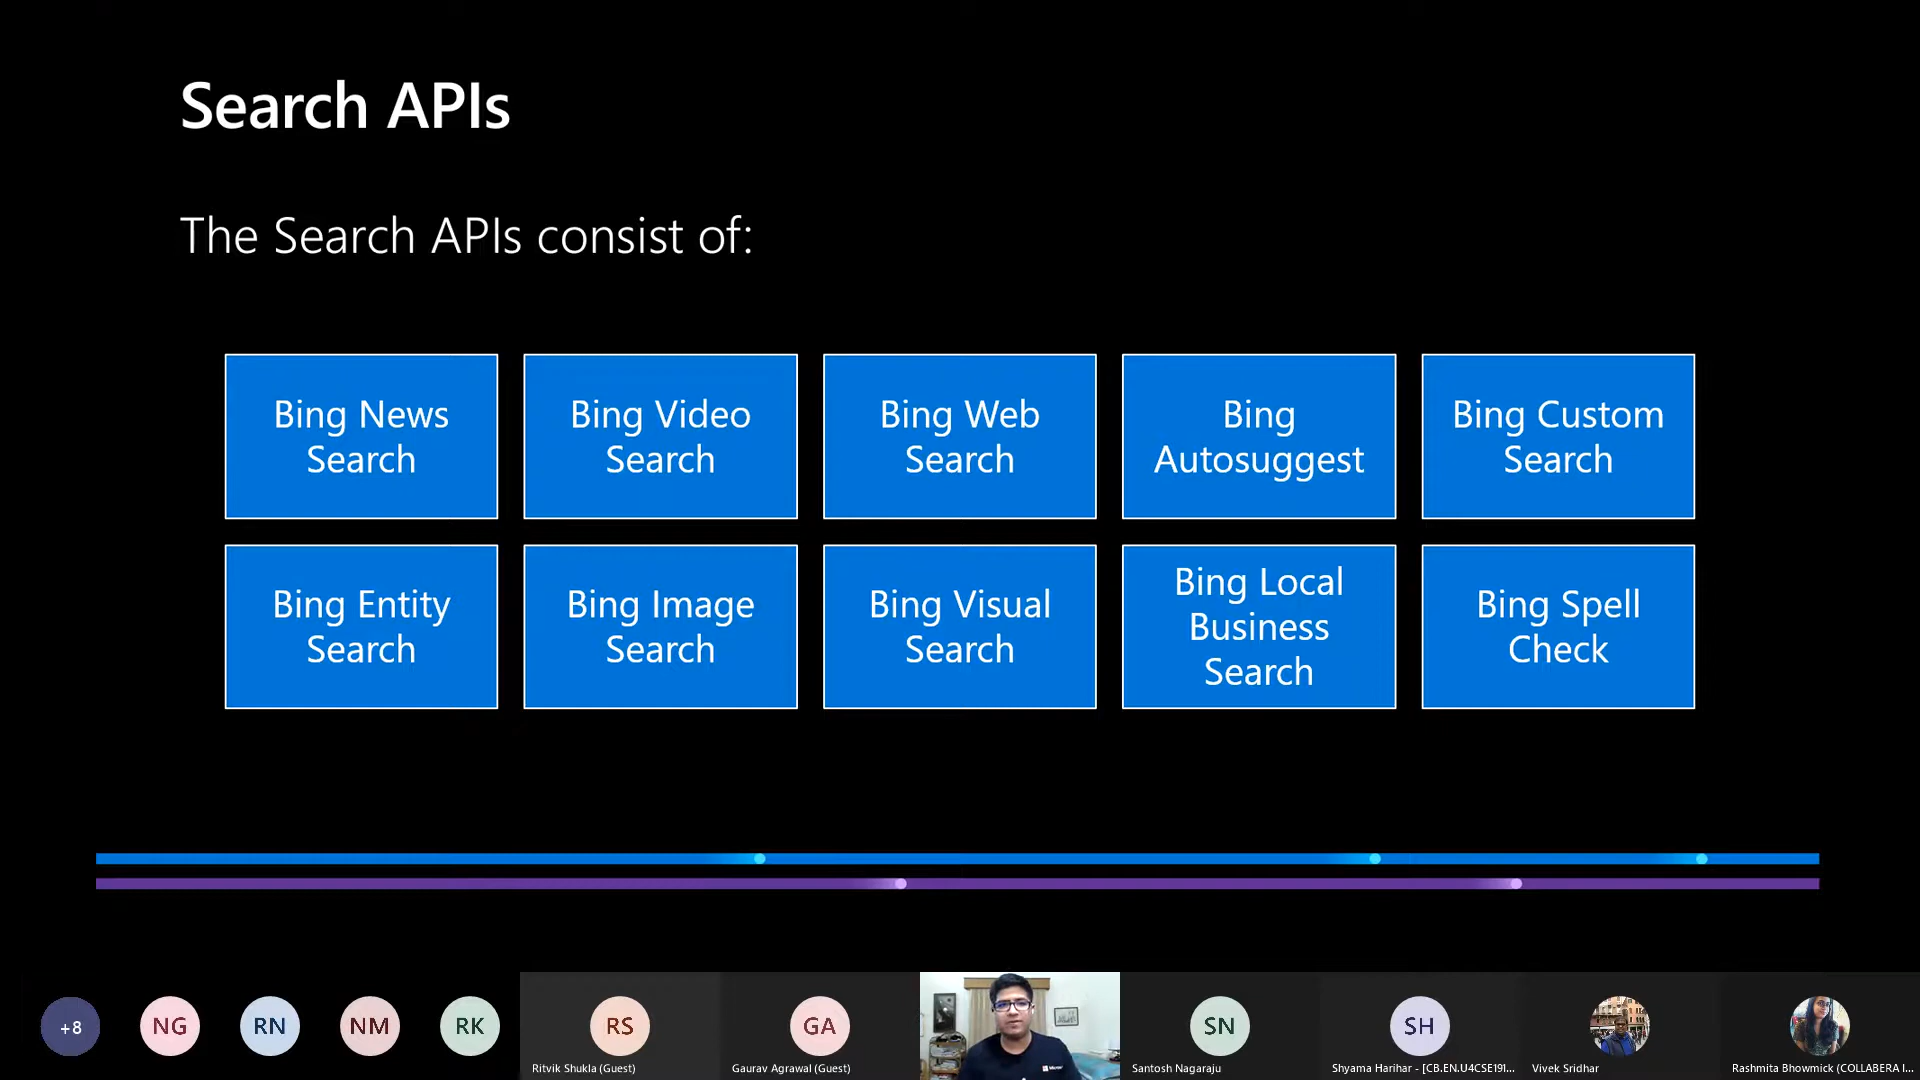 Search APIs
The Search APIs consist of:
Bing News
Search
Bing Video
Search
Bing Web
Search
Bing
Autosuggest
Bing Custom
Search
Bing Entity
Search
Bing Image
Search
Bing Visual
Search
Bing Local
Business
Search
Bing Spell
Check
+8
NG
RN
NM
RK
RS
Ritvik Shukla (Guest)
GA
Gaurav Agrawal (Guest)
SN
Santosh Nagaraju
SH
Shyama Harihar - [CB.EN.U4CSE191...
Vivek Sridhar
Rashmita Bhowmick (COLLABERA I...